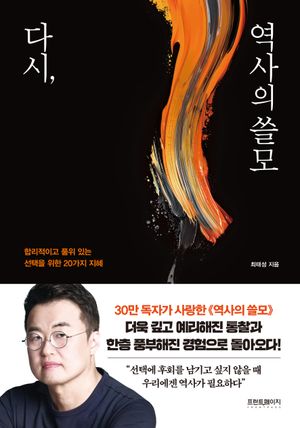 다시,
역사의 쓸모
최태성 지음
합리적이고 품위 있는
선택을 위한 20가지 지혜
30만 독자가 사랑한 《역사의 쓸모》
더욱 깊고 예리해진 통찰과
한층 풍부해진 경험으로 돌아오다!
“선택에 후회를 남기고 싶지 않을 때
우리에겐 역사가 필요하다”
프런트페이지